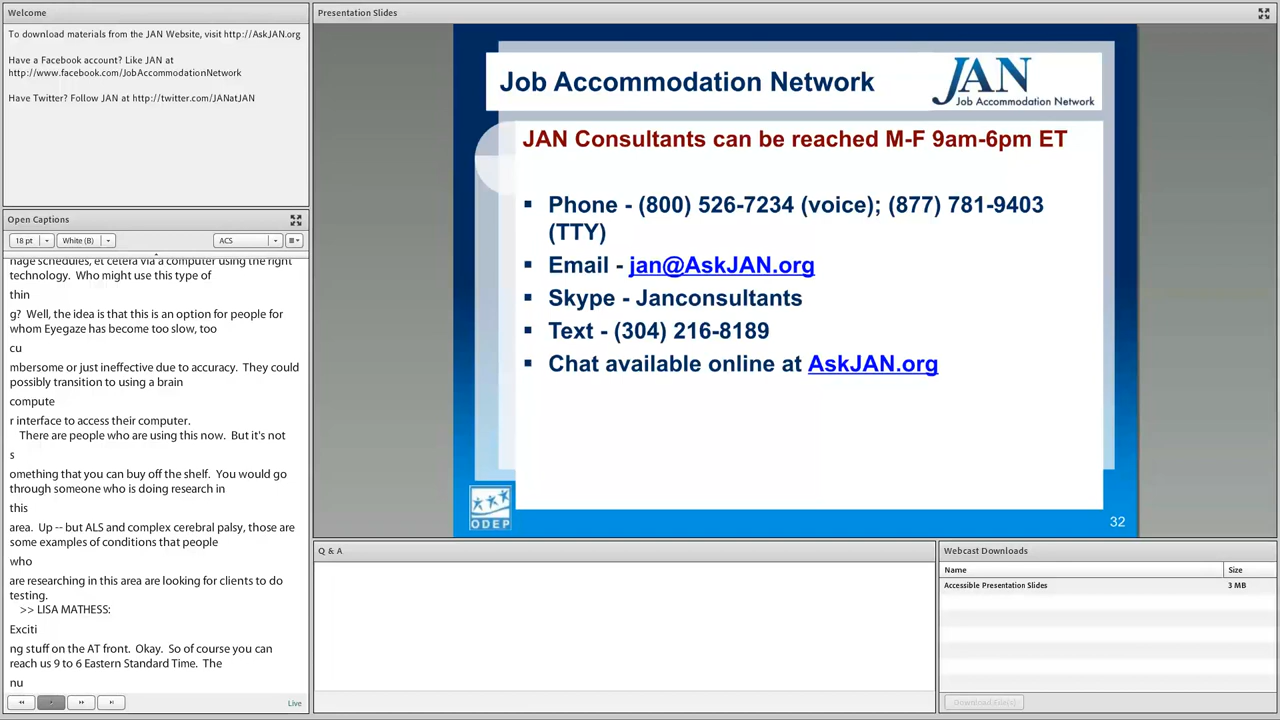 Welcome
To download materials from the JAN Website, visit http://AskJAN.org
Have a Facebook account? Like JAN at
http://www.facebook.com/JobAccommodationNetwork
Have Twitter? Follow JAN at http://twitter.com/JANatJAN
Open Captions
18 pt
White (B)
ACS
nage schedules, et cetera via a computer using the right
technology. Who might use this type of
thin
g? Well, the idea is that this is an option for people for
whom Eyegaze has become too slow, too
cu
mbersome or just ineffective due to accuracy. They could
possibly transition to using a brain
compute
r interface to access their computer.
There are people who are using this now. But it's not
s
omething that you can buy off the shelf. You would go
through someone who is doing research in
this
area. Up -- but ALS and complex cerebral palsy, those are
some examples of conditions that people
who
are researching in this area are looking for clients to do
testing.
>> LISA MATHESS:
Exciti
ng stuff on the AT front. Okay. So of course you can
reach us 9 to 6 Eastern Standard Time. The
nu
Live
Presentation Slides
Job Accommodation Network
JAN
Job Accommodation Network
JAN Consultants can be reached M-F 9am-6pm ET
▪ Phone - (800) 526-7234 (voice); (877) 781-9403
(TTY)
▪ Email - jan@AskJAN.org
▪ Skype - Janconsultants
▪ Text - (304) 216-8189
▪ Chat available online at AskJAN.org
ODEP
32
Q & A
Webcast Downloads
Name Size
Accessible Presentation Slides 3 MB
Download File(s)